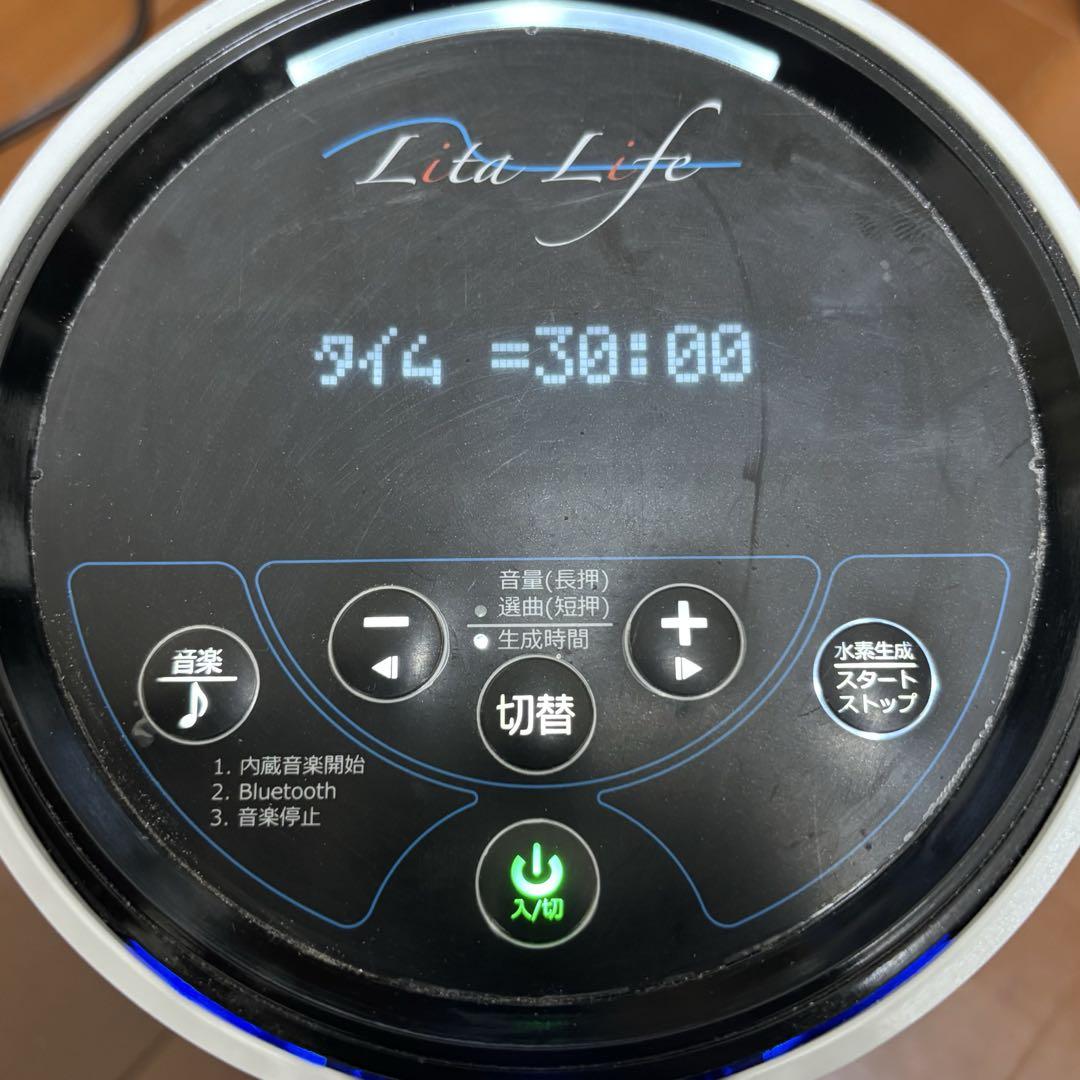 Lita Life
タイム =30:00
音量(長押)
選曲(短押)
生成時間
切替
音楽
1. 内蔵音楽開始
2. Bluetooth
3. 音楽停止
水素生成
スタート
ストップ
入/切